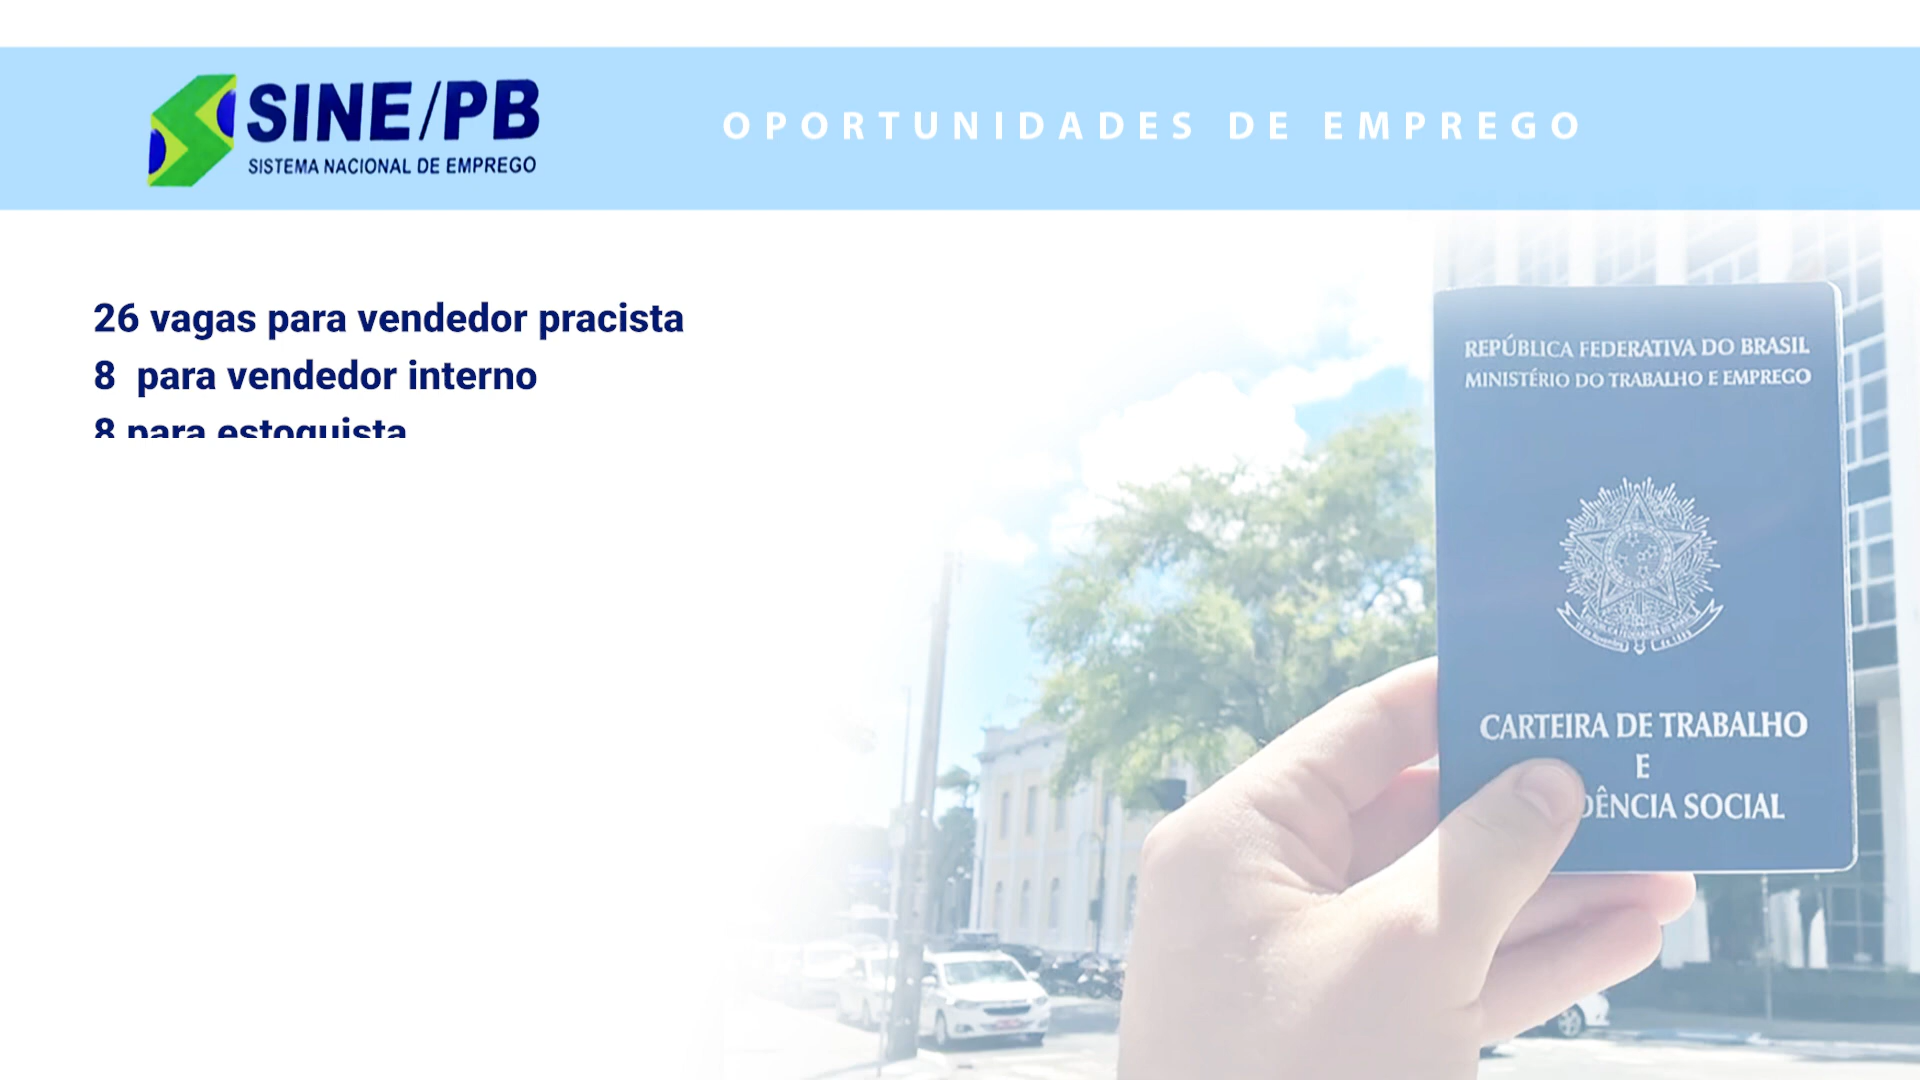 SINE/PB
SISTEMA NACIONAL DE EMPREGO
OPORTUNIDADES DE EMPREGO
26 vagas para vendedor pracista
8 para vendedor interno
8 para estoquista
REPÚBLICA FEDERATIVA DO BRASIL
MINISTÉRIO DO TRABALHO E EMPREGO
CARTEIRA DE TRABALHO
E
DÊNCIA SOCIAL